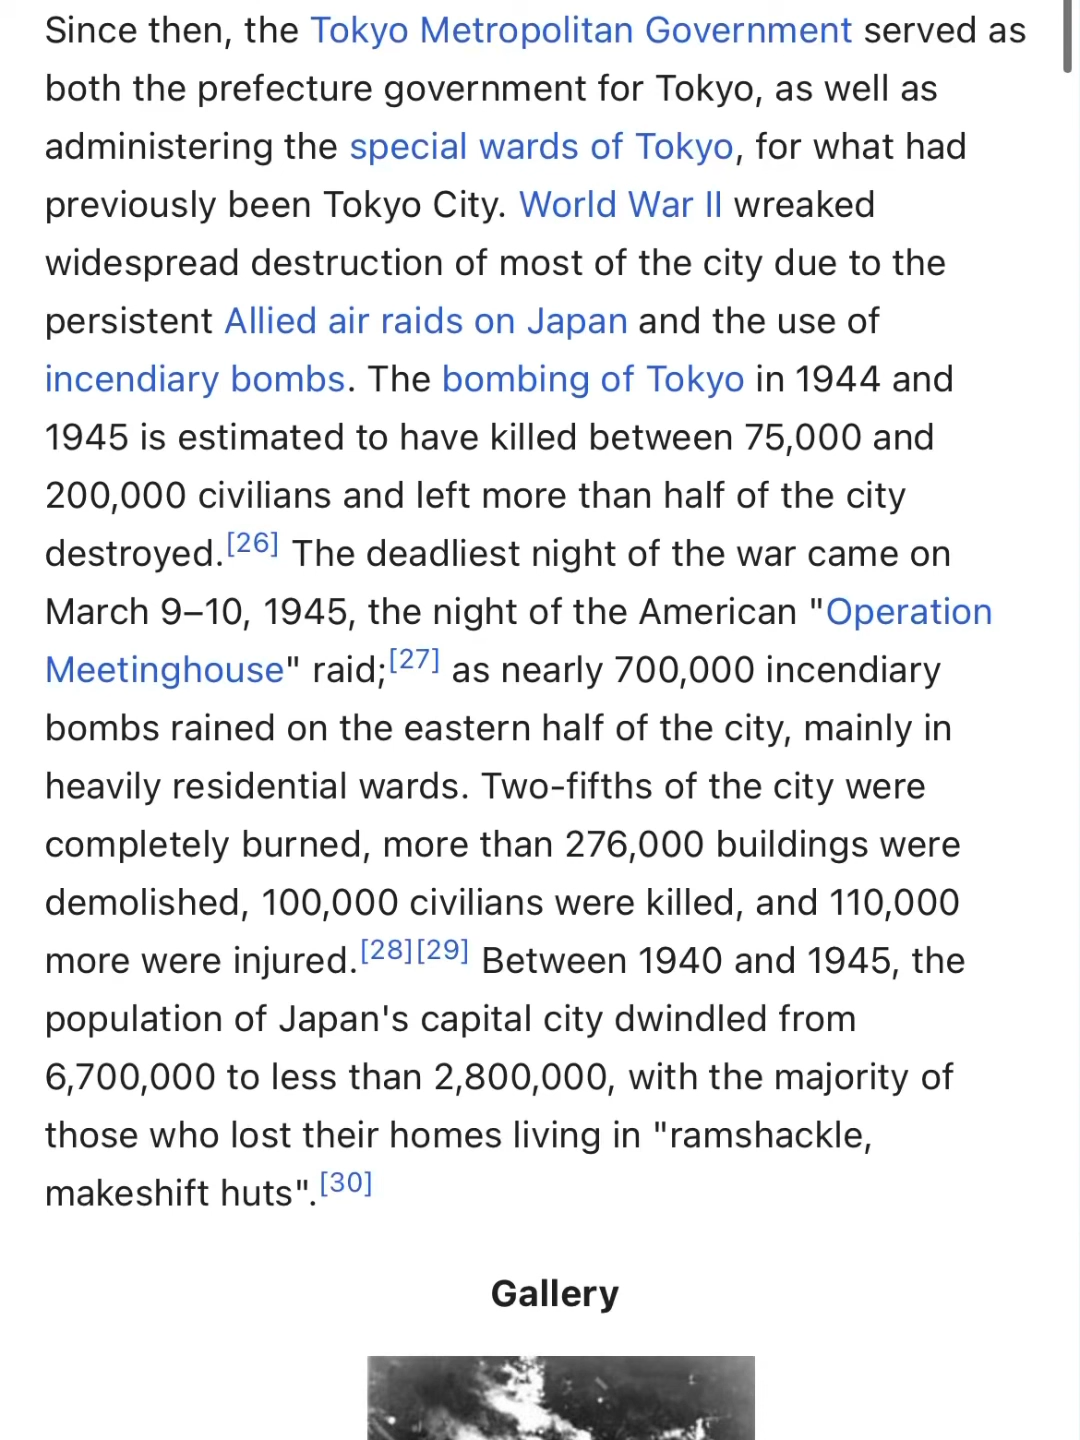 Since then, the Tokyo Metropolitan Government served as
both the prefecture government for Tokyo, as well as
administering the special wards of Tokyo, for what had
previously been Tokyo City. World War II wreaked
widespread destruction of most of the city due to the
persistent Allied air raids on Japan and the use of
incendiary bombs. The bombing of Tokyo in 1944 and
1945 is estimated to have killed between 75,000 and
200,000 civilians and left more than half of the city
destroyed.[26] The deadliest night of the war came on
March 9–10, 1945, the night of the American "Operation
Meetinghouse" raid;[27] as nearly 700,000 incendiary
bombs rained on the eastern half of the city, mainly in
heavily residential wards. Two-fifths of the city were
completely burned, more than 276,000 buildings were
demolished, 100,000 civilians were killed, and 110,000
more were injured.[28][29] Between 1940 and 1945, the
population of Japan's capital city dwindled from
6,700,000 to less than 2,800,000, with the majority of
those who lost their homes living in "ramshackle,
makeshift huts".[30]
Gallery